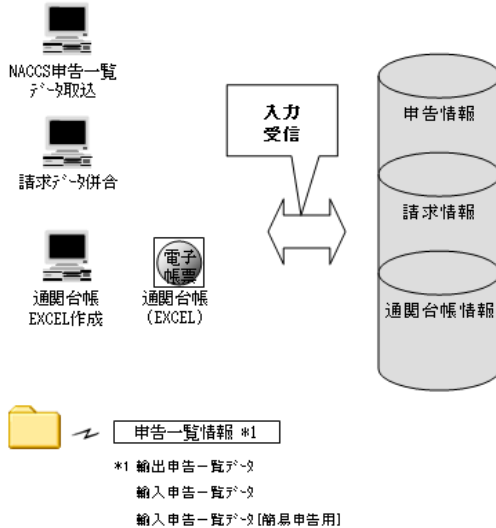 NACCS申告一覧
ﾃﾞｰﾀ取込
請求ﾃﾞｰﾀ併合
通関台帳
EXCEL作成
電子
帳票
通関台帳
(EXCEL)
入力
受信
申告情報
請求情報
通関台帳情報
申告一覧情報 *1
*1 輸出申告一覧ﾃﾞｰﾀ
輸入申告一覧ﾃﾞｰﾀ
輸入申告一覧ﾃﾞｰﾀ[簡易申告用]